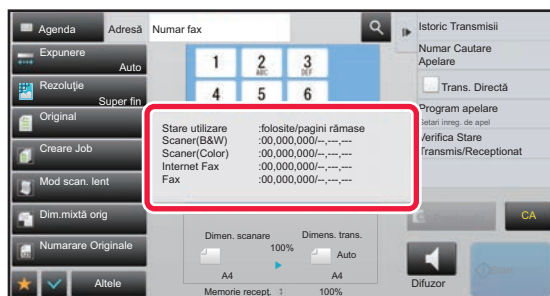 Agenda
Adresă
Numar fax
Istoric Transmisii
Expunere
Auto
1
2
ABC
3
DEF
Numar Cautare
Apelare
Rezoluţie
Super fin
4
5
6
Trans. Directă
Original
Program apelare
Setari inreg. de apel
Stare utilizare :folosite/pagini rămase
Scaner(B&W) :00,000,000/--,---,---
Scaner(Color) :00,000,000/--,---,---
Internet Fax :00,000,000/--,---,---
Fax :00,000,000/--,---,---
Verifica Stare
Transmis/Receptionat
Creare Job
Mod scan. lent
Dim.mixtă orig
CA
Numarare Originale
Dimen. scanare
100%
Dimens. trans.
Auto
A4
A4
Altele
Memorie recept.
100%
Difuzor